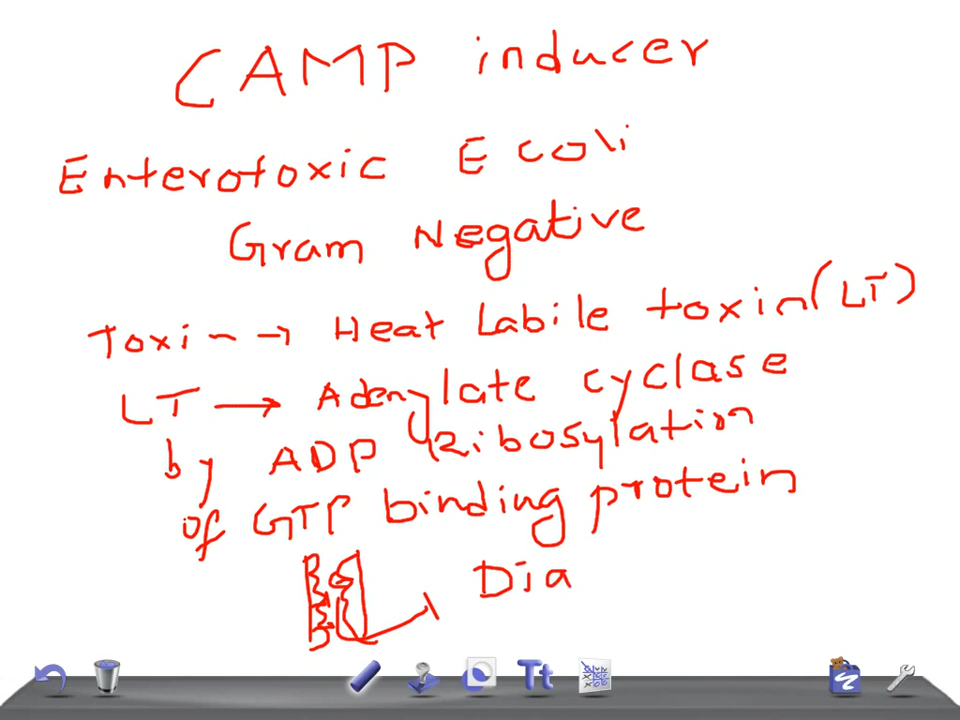 CAMP inducer
Enterotoxic E coli
Gram Negative
Toxin → Heat Labile toxin (LT)
LT → Adenylate cyclase
by ADP Ribosylation
of GTP binding protein
Dia
Tt